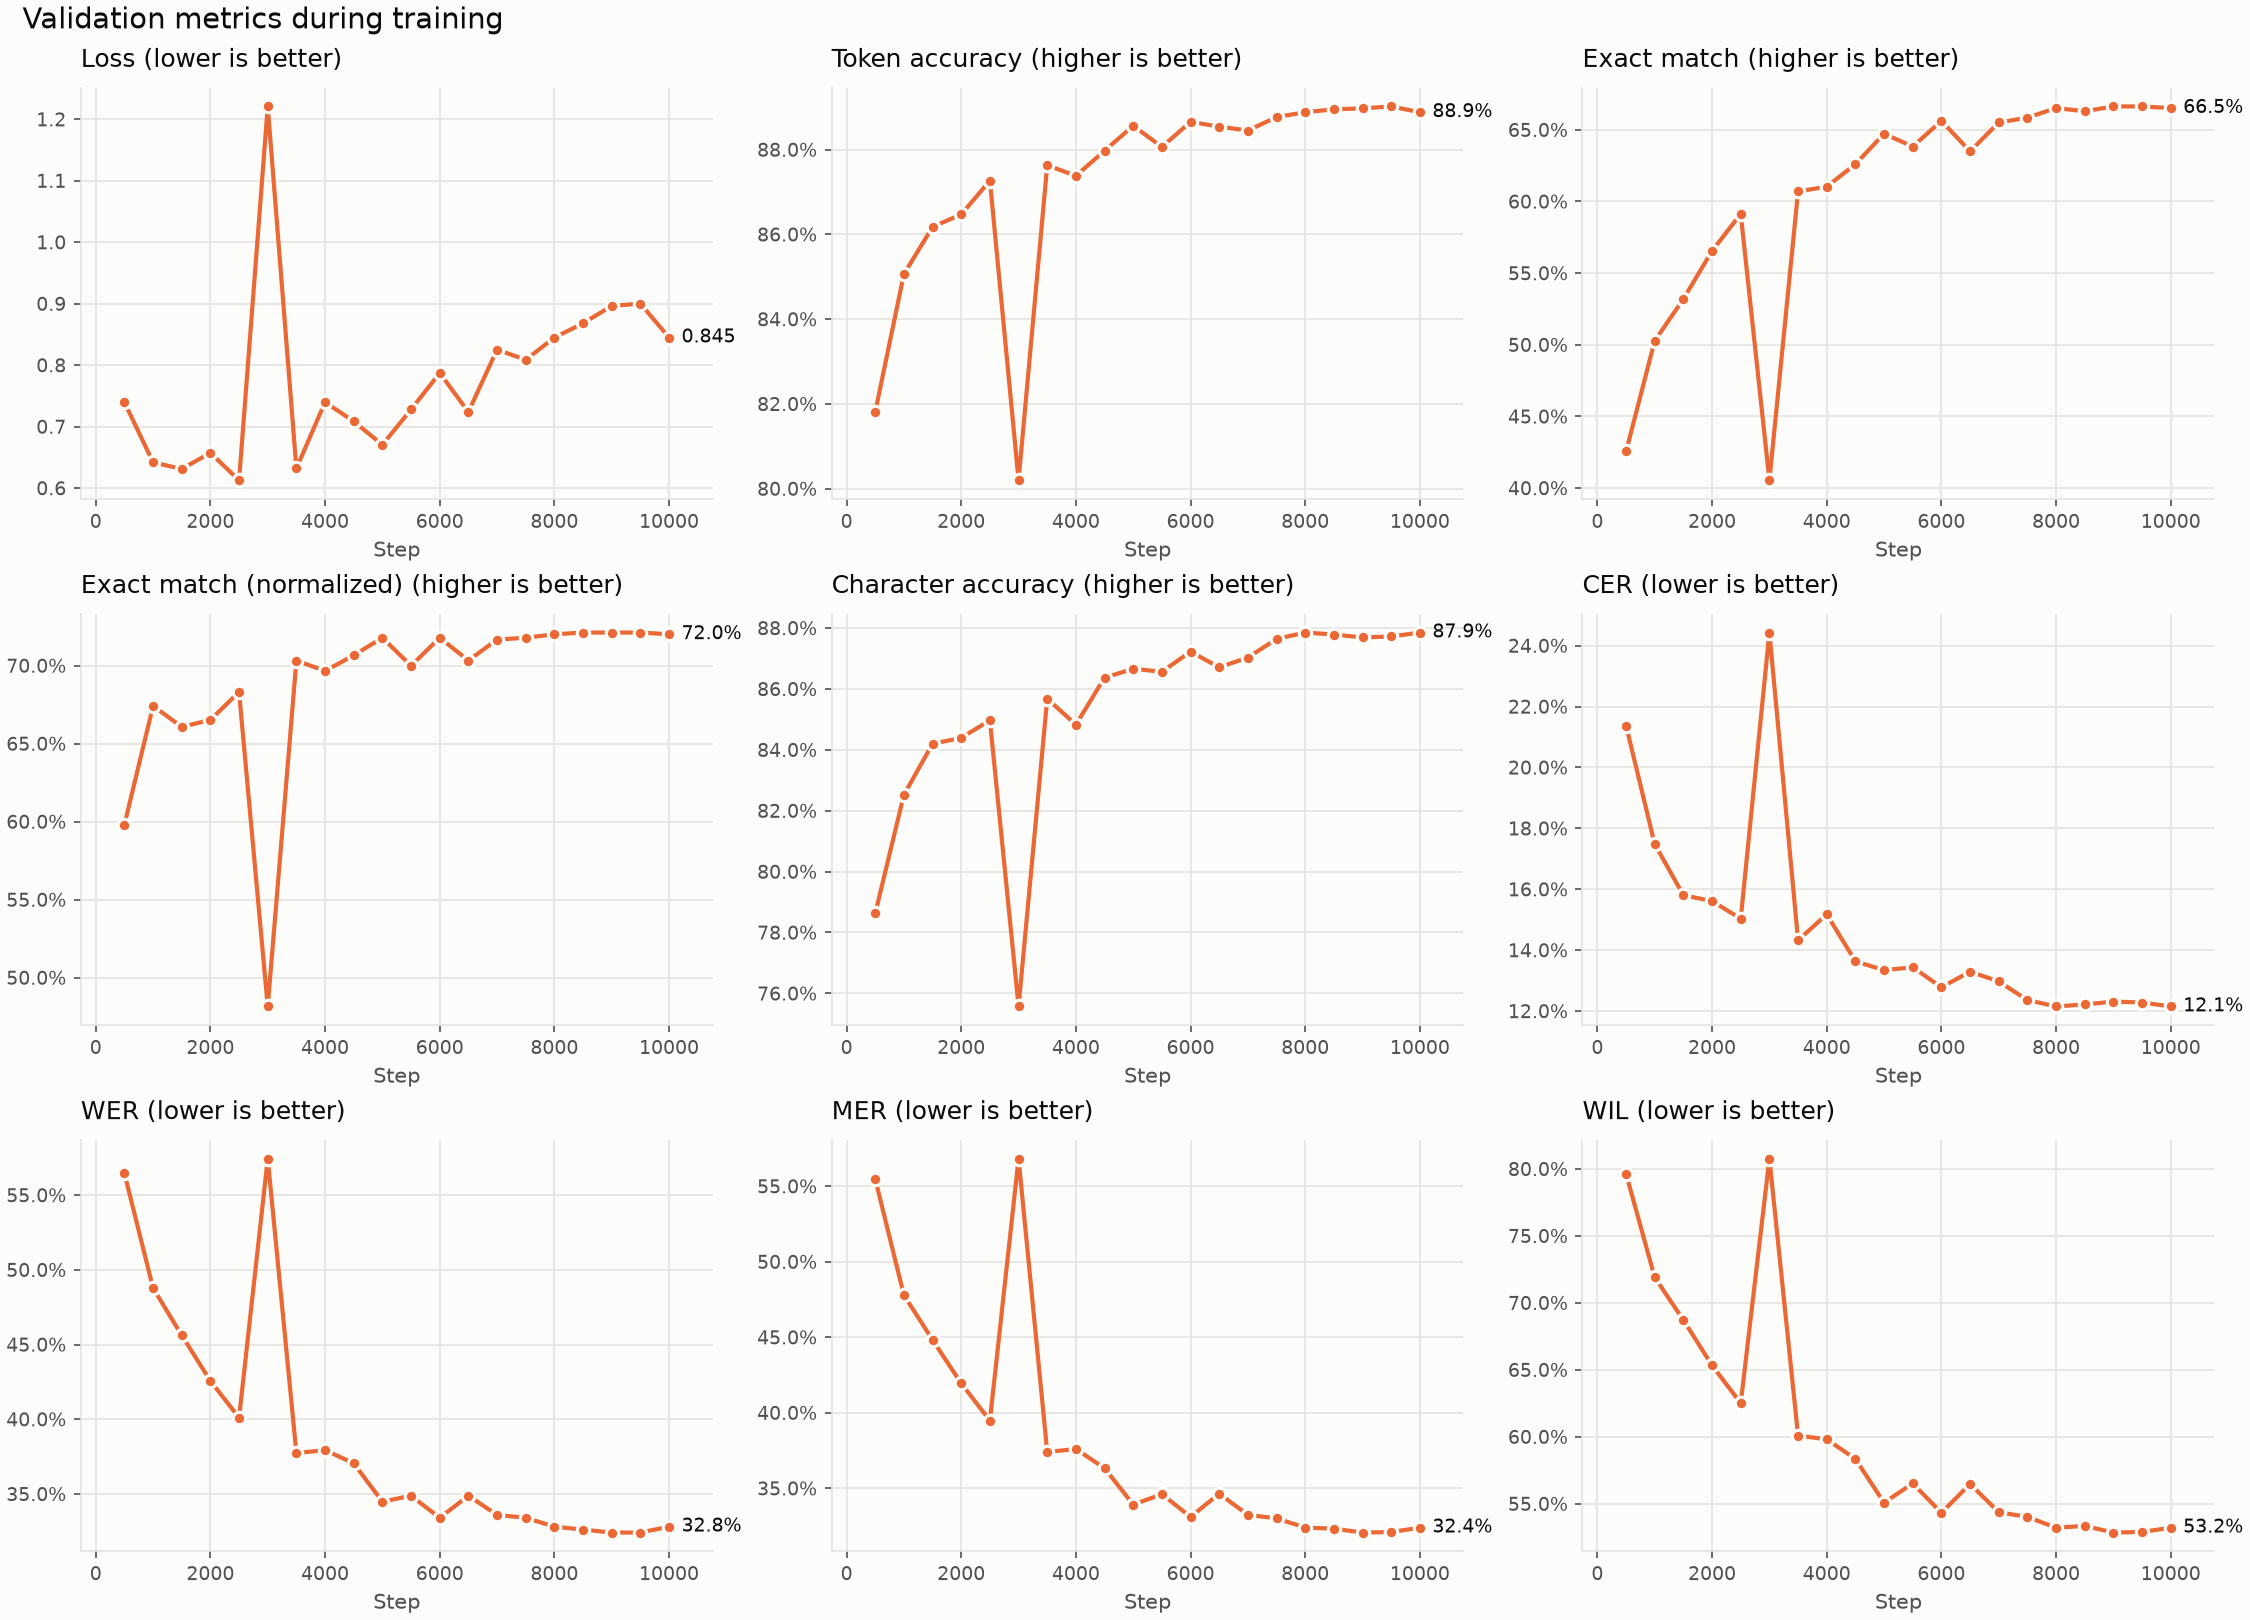 Validation metrics during training
Loss (lower is better)
1.2
1.1
1.0
0.9
0.8
0.7
0.6
0.845
0 2000 4000 6000 8000 10000
Step
Token accuracy (higher is better)
88.0%
86.0%
84.0%
82.0%
80.0%
88.9%
0 2000 4000 6000 8000 10000
Step
Exact match (higher is better)
65.0%
60.0%
55.0%
50.0%
45.0%
40.0%
66.5%
0 2000 4000 6000 8000 10000
Step
Exact match (normalized) (higher is better)
70.0%
65.0%
60.0%
55.0%
50.0%
72.0%
0 2000 4000 6000 8000 10000
Step
Character accuracy (higher is better)
88.0%
86.0%
84.0%
82.0%
80.0%
78.0%
76.0%
87.9%
0 2000 4000 6000 8000 10000
Step
CER (lower is better)
24.0%
22.0%
20.0%
18.0%
16.0%
14.0%
12.0%
12.1%
0 2000 4000 6000 8000 10000
Step
WER (lower is better)
55.0%
50.0%
45.0%
40.0%
35.0%
32.8%
0 2000 4000 6000 8000 10000
Step
MER (lower is better)
55.0%
50.0%
45.0%
40.0%
35.0%
32.4%
0 2000 4000 6000 8000 10000
Step
WIL (lower is better)
80.0%
75.0%
70.0%
65.0%
60.0%
55.0%
53.2%
0 2000 4000 6000 8000 10000
Step